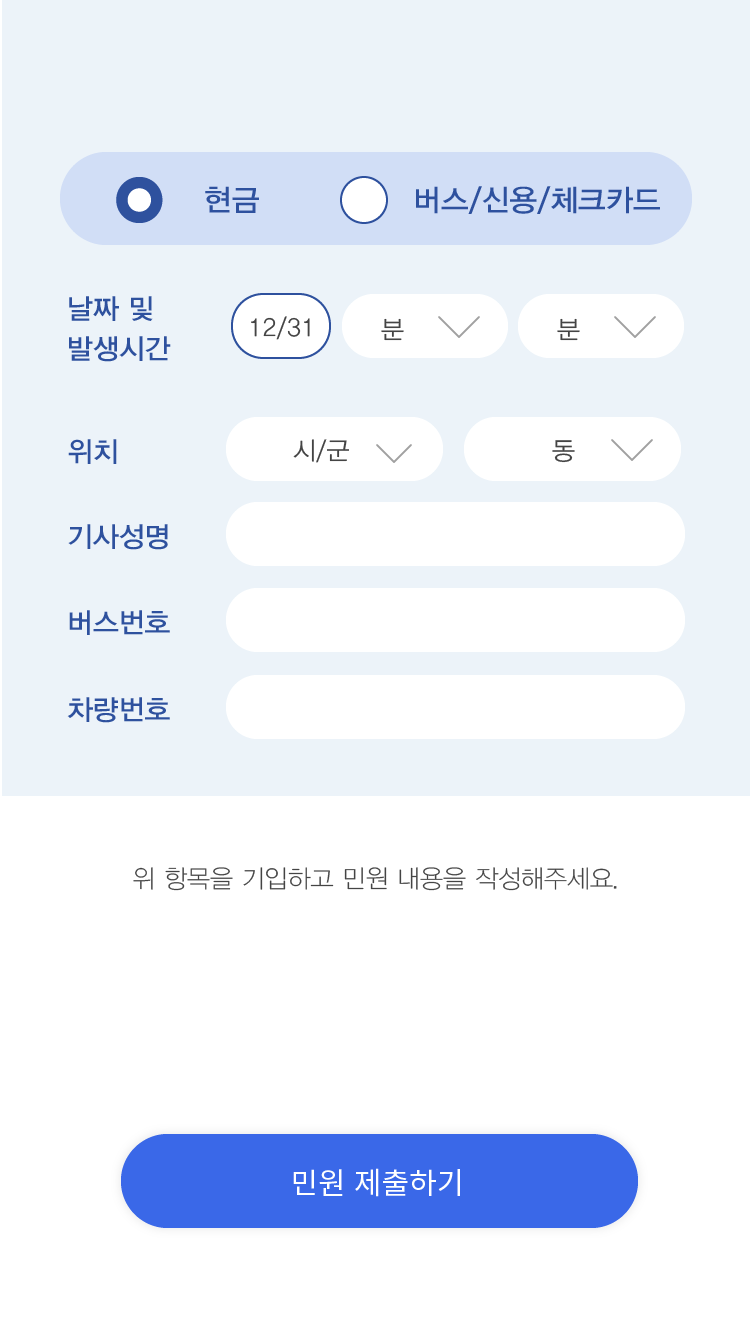 현금 버스/신용/체크카드
날짜 및
발생시간
12/31 분 분
위치 시/군 동
기사성명
버스번호
차량번호
위 항목을 기입하고 민원 내용을 작성해주세요.
민원 제출하기